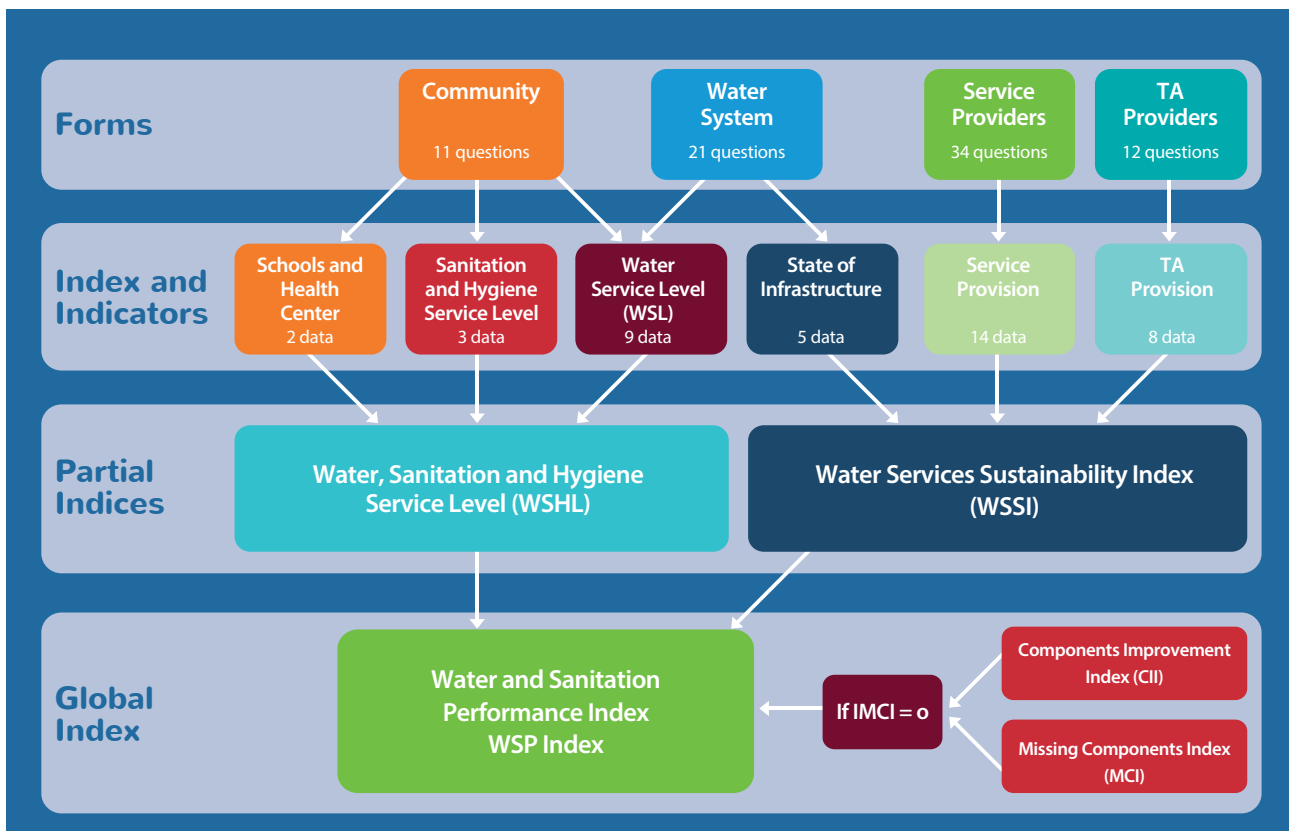 Forms
Community
11 questions
Water
System
21 questions
Service
Providers
34 questions
TA
Providers
12 questions
Index and
Indicators
Schools and
Health
Center
2 data
Sanitation
and Hygiene
Service Level
3 data
Water
Service Level
(WSL)
9 data
State of
Infrastructure
5 data
Service
Provision
14 data
TA
Provision
8 data
Partial
Indices
Water, Sanitation and Hygiene
Service Level (WSHL)
Water Services Sustainability Index
(WSSI)
Global
Index
Water and Sanitation
Performance Index
WSP Index
If IMCI = o
Components Improvement
Index (CII)
Missing Components Index
(MCI)